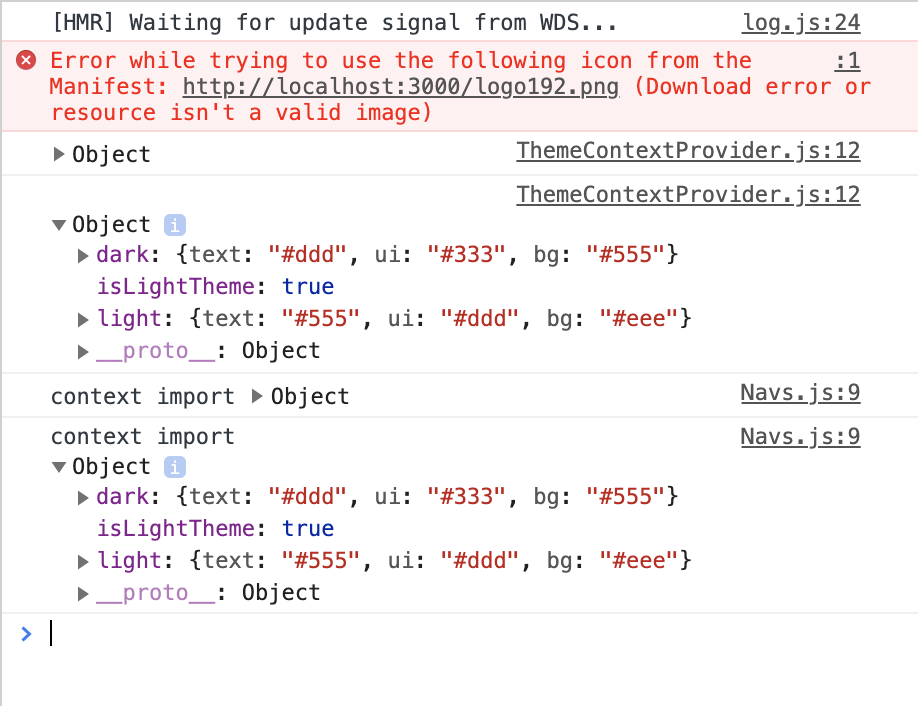 [HMR] Waiting for update signal from WDS... log.js:24
Error while trying to use the following icon from the :1
Manifest: http://localhost:3000/logo192.png (Download error or
resource isn't a valid image)
▶Object ThemeContextProvider.js:12
ThemeContextProvider.js:12
▼Object i
▶dark: {text: "#ddd", ui: "#333", bg: "#555"}
isLightTheme: true
▶light: {text: "#555", ui: "#ddd", bg: "#eee"}
▶__proto__: Object
context import ▶Object Navs.js:9
context import Navs.js:9
▼Object i
▶dark: {text: "#ddd", ui: "#333", bg: "#555"}
isLightTheme: true
▶light: {text: "#555", ui: "#ddd", bg: "#eee"}
▶__proto__: Object
>